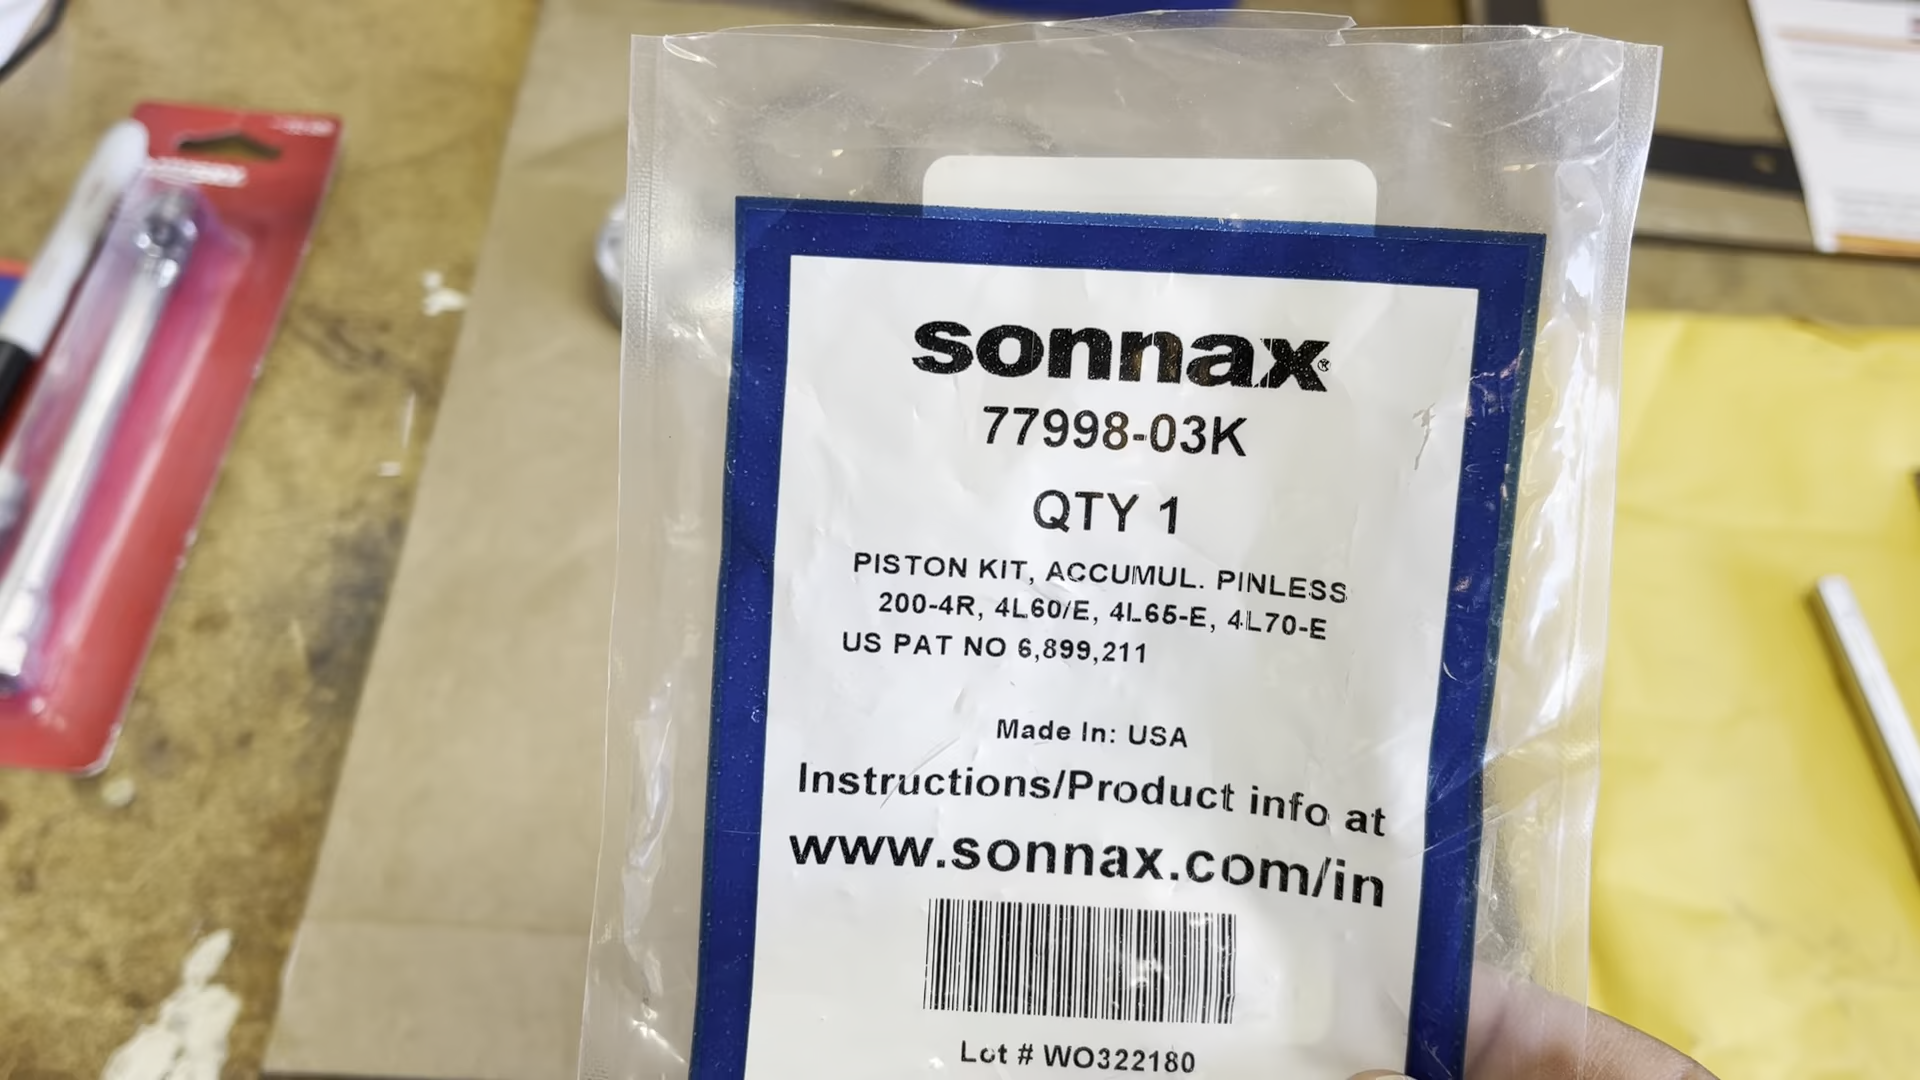 sonnax®
77998-03K
QTY 1
PISTON KIT, ACCUMUL. PINLESS
200-4R, 4L60/E, 4L65-E, 4L70-E
US PAT NO 6,899,211
Made In: USA
Instructions/Product info at
www.sonnax.com/in
Lot # WO322180